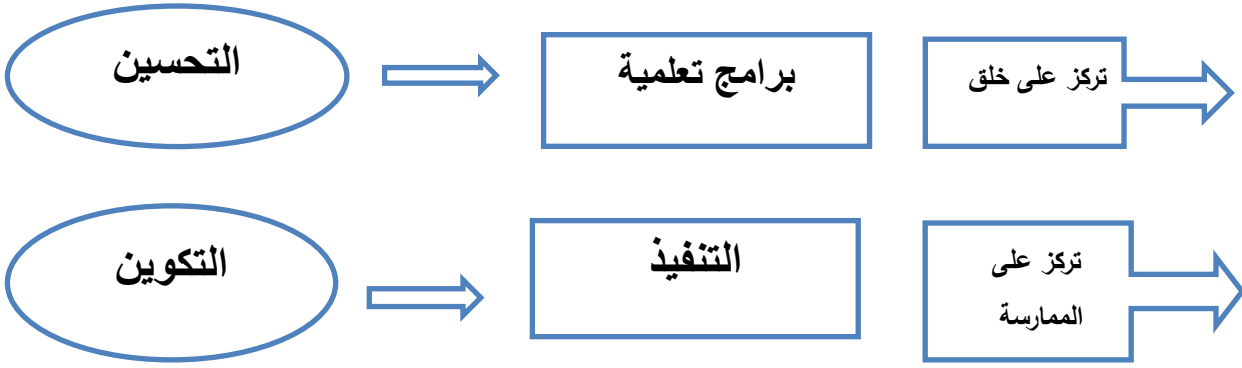 التحسين
برامج تعلمية
تركز على خلق
التكوين
التنفيذ
تركز على
الممارسة